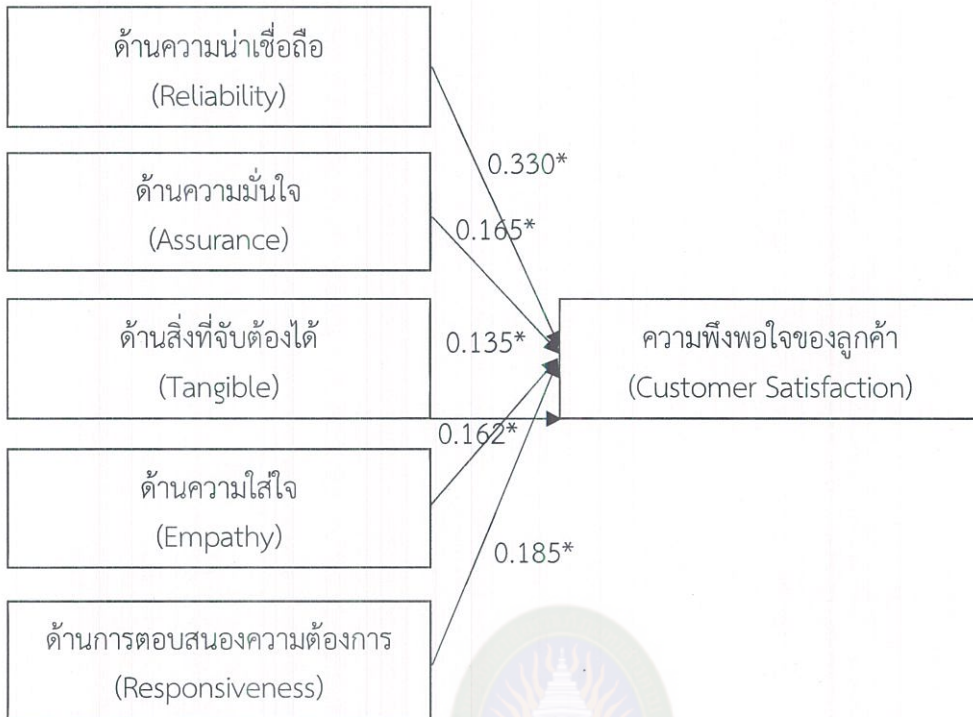 ด้านความน่าเชื่อถือ
(Reliability)
0.330*
ด้านความมั่นใจ
(Assurance)
0.165*
ด้านสิ่งที่จับต้องได้
(Tangible)
0.135*
ความพึงพอใจของลูกค้า
(Customer Satisfaction)
0.162*
ด้านความใส่ใจ
(Empathy)
0.185*
ด้านการตอบสนองความต้องการ
(Responsiveness)